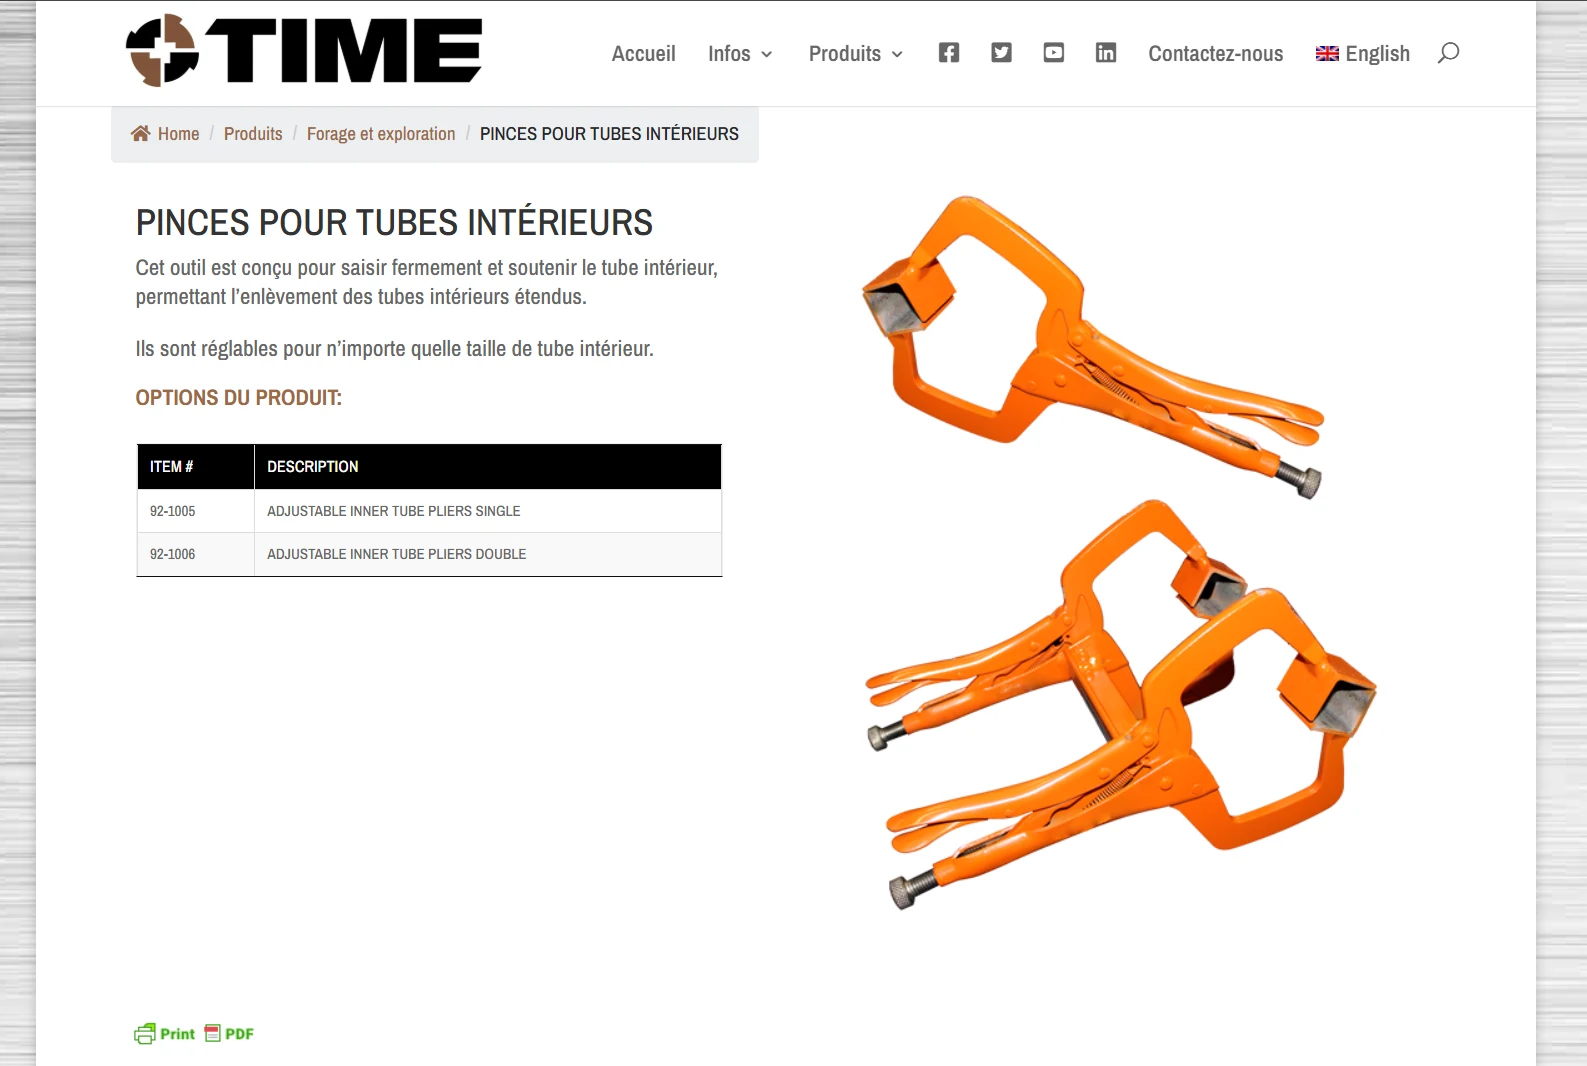 TIME
Accueil Infos Produits Contactez-nous English
Home / Produits / Forage et exploration / PINCES POUR TUBES INTÉRIEURS
PINCES POUR TUBES INTÉRIEURS
Cet outil est conçu pour saisir fermement et soutenir le tube intérieur,
permettant l’enlèvement des tubes intérieurs étendus.
Ils sont réglables pour n’importe quelle taille de tube intérieur.
OPTIONS DU PRODUIT:
ITEM # DESCRIPTION
92-1005 ADJUSTABLE INNER TUBE PLIERS SINGLE
92-1006 ADJUSTABLE INNER TUBE PLIERS DOUBLE
Print PDF